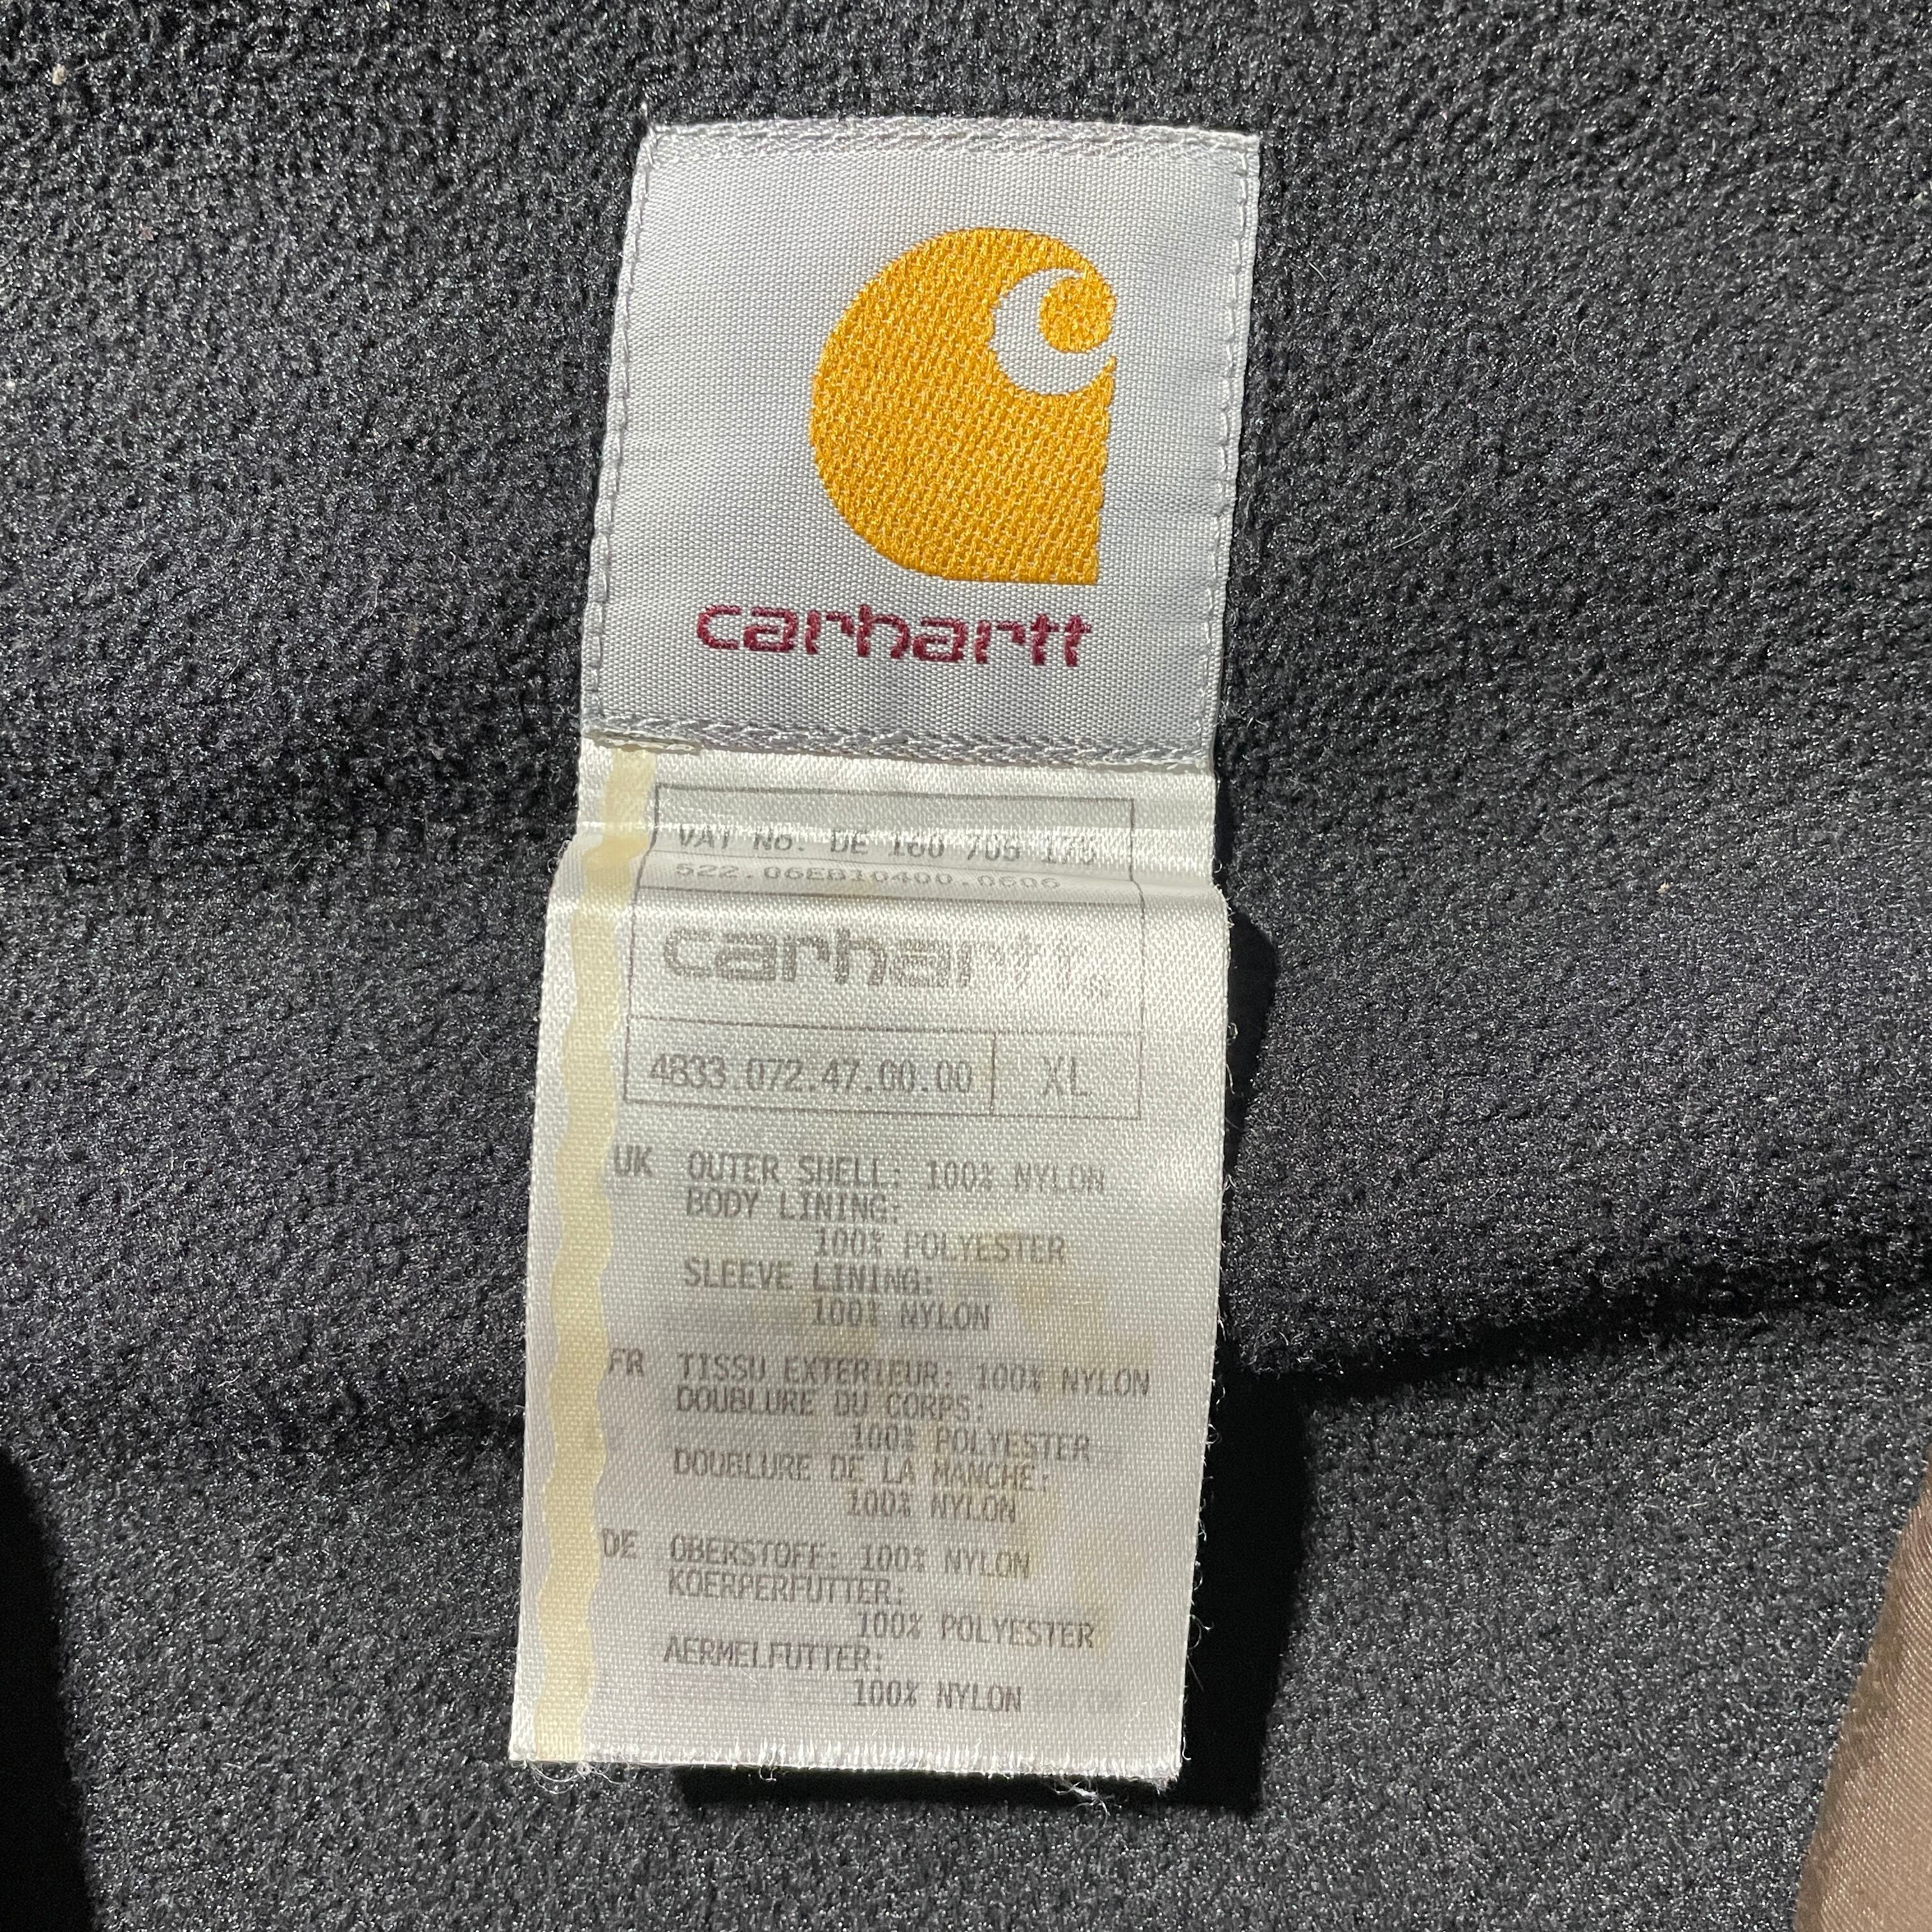 carhartt
VAT No. DE 160 705 170
522.06EB10400.0606
carhartt®
4833.072.47.00.00 XL
UK OUTER SHELL: 100% NYLON
BODY LINING:
100% POLYESTER
SLEEVE LINING:
100% NYLON
FR TISSU EXTERIEUR: 100% NYLON
DOUBLURE DU CORPS:
100% POLYESTER
DOUBLURE DE LA MANCHE:
100% NYLON
DE OBERSTOFF: 100% NYLON
KOERPERFUTTER:
100% POLYESTER
AERMELFUTTER:
100% NYLON